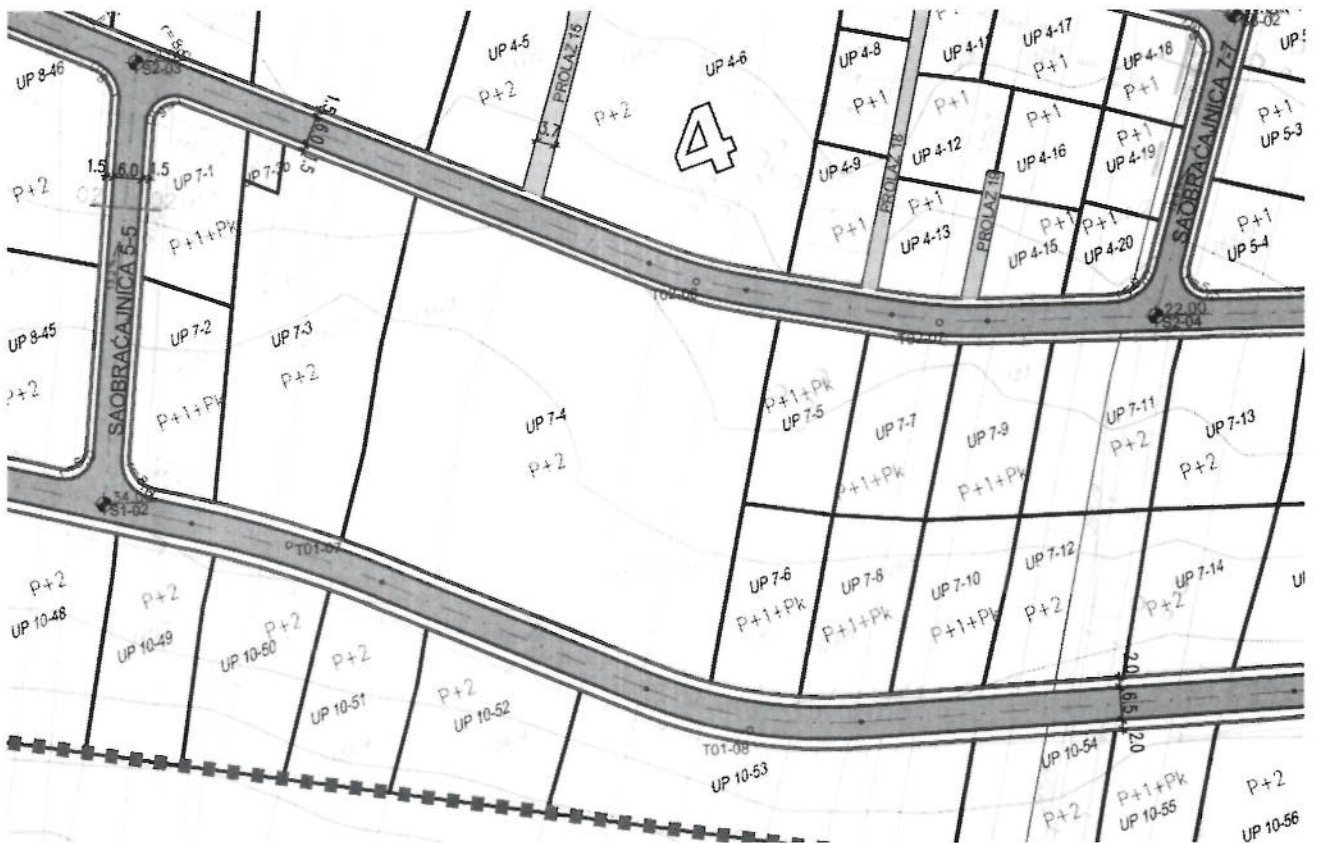 UP 4-5
P+2
PROLAZ 15
3.7
UP 4-6
P+2
4
UP 4-8
P+1
UP 4-9
P+1
PROLAZ 18
UP 4-12
P+1
P+1
UP 4-13
UP 4-17
P+1
UP 4-18
P+1
P+1
UP 4-16
P+1
UP 4-19
PROLAZ 19
P+1
UP 4-15
P+1
UP 4-20
SAOBRAĆAJNICA 7-7
P+1
UP 5-3
P+1
UP 5-4
UP 8-46
P+2
S2-03
1.5
6.0
1.5
1.5
6.0
1.5
UP 7-1
P+1+Pk
SAOBRAĆAJNICA 5-5
UP 8-45
P+2
UP 7-2
P+1+Pk
UP 7-3
P+2
UP 7-4
P+2
22.00
S2-04
P+1+Pk
UP 7-5
UP 7-7
P+1+Pk
UP 7-9
P+1+Pk
UP 7-11
P+2
UP 7-13
P+2
S1-02
T01-07
UP 7-6
P+1+Pk
UP 7-8
P+1+Pk
UP 7-10
P+1+Pk
UP 7-12
P+2
UP 7-14
P+2
P+2
UP 10-48
P+2
UP 10-49
P+2
UP 10-50
P+2
UP 10-51
P+2
UP 10-52
T01-08
UP 10-53
2.0
6.5
2.0
UP 10-54
P+2
P+1+Pk
UP 10-55
P+2
UP 10-56